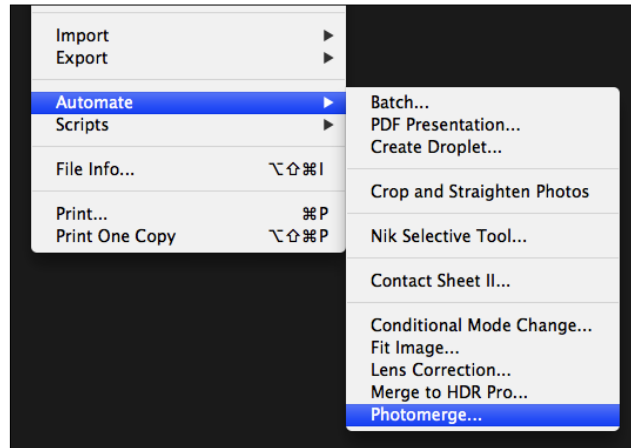 Import
Export
Automate
Scripts
File Info... ⌥⇧⌘I
Print... ⌘P
Print One Copy ⌥⇧⌘P
Batch...
PDF Presentation...
Create Droplet...
Crop and Straighten Photos
Nik Selective Tool...
Contact Sheet II...
Conditional Mode Change...
Fit Image...
Lens Correction...
Merge to HDR Pro...
Photomerge...